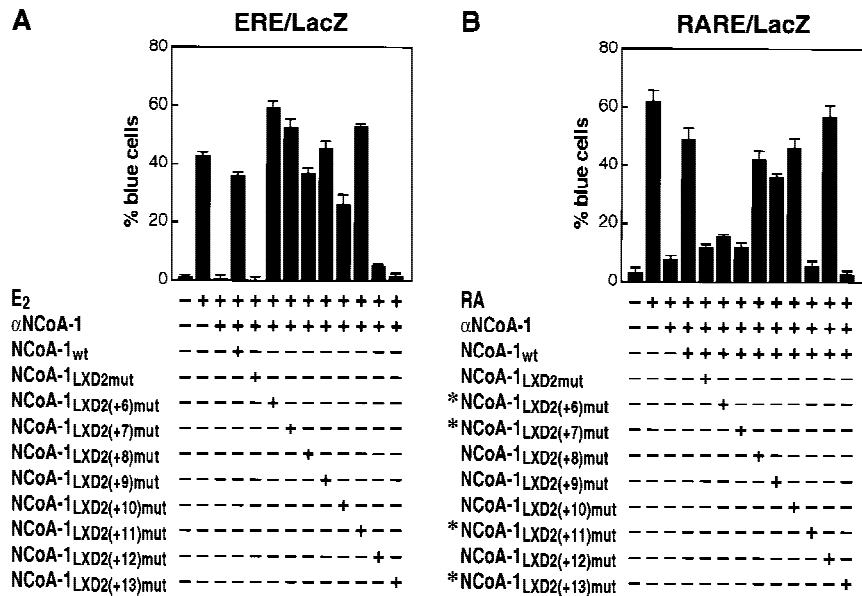 A
ERE/LacZ
% blue cells
80
60
40
20
0
E2 – + + + + + + + + + + + +
αNCoA-1 – – + + + + + + + + + + +
NCoA-1wt – – – + – – – – – – – – –
NCoA-1LXD2mut – – – – + – – – – – – – –
NCoA-1LXD2(+6)mut – – – – – + – – – – – – –
NCoA-1LXD2(+7)mut – – – – – – + – – – – – –
NCoA-1LXD2(+8)mut – – – – – – – + – – – – –
NCoA-1LXD2(+9)mut – – – – – – – – + – – – –
NCoA-1LXD2(+10)mut – – – – – – – – – + – – –
NCoA-1LXD2(+11)mut – – – – – – – – – – + – –
NCoA-1LXD2(+12)mut – – – – – – – – – – – + –
NCoA-1LXD2(+13)mut – – – – – – – – – – – – +
B
RARE/LacZ
% blue cells
80
60
40
20
0
RA – + + + + + + + + + + + +
αNCoA-1 – – + + + + + + + + + + +
NCoA-1wt – – – + + + + + + + + + +
NCoA-1LXD2mut – – – – + – – – – – – – –
*NCoA-1LXD2(+6)mut – – – – – + – – – – – – –
*NCoA-1LXD2(+7)mut – – – – – – + – – – – – –
NCoA-1LXD2(+8)mut – – – – – – – + – – – – –
NCoA-1LXD2(+9)mut – – – – – – – – + – – – –
NCoA-1LXD2(+10)mut – – – – – – – – – + – – –
*NCoA-1LXD2(+11)mut – – – – – – – – – – + – –
NCoA-1LXD2(+12)mut – – – – – – – – – – – + –
*NCoA-1LXD2(+13)mut – – – – – – – – – – – – +